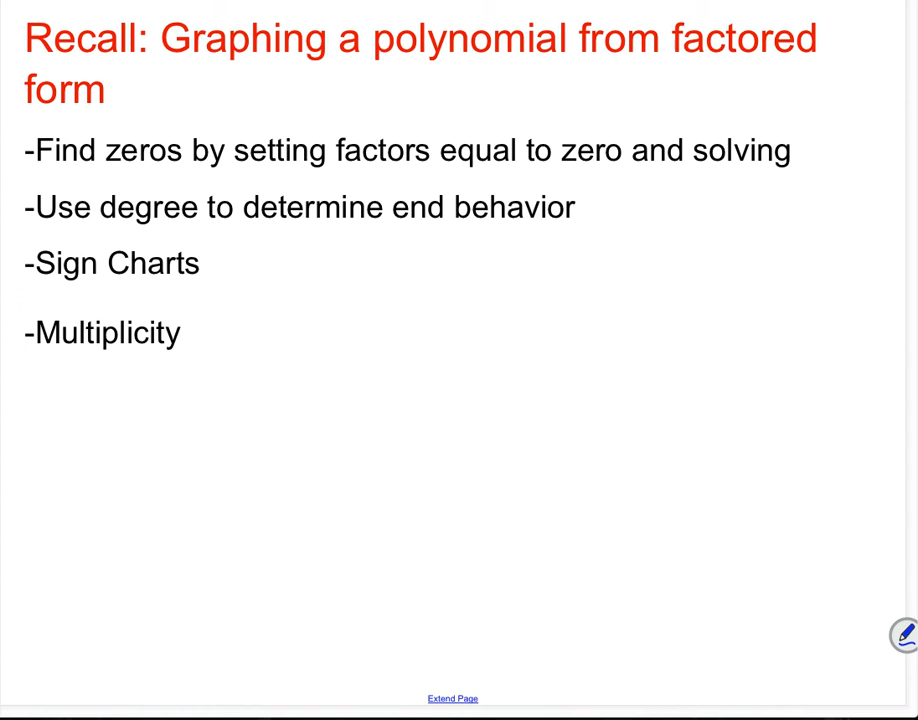 Recall: Graphing a polynomial from factored
form
-Find zeros by setting factors equal to zero and solving
-Use degree to determine end behavior
-Sign Charts
-Multiplicity
Extend Page